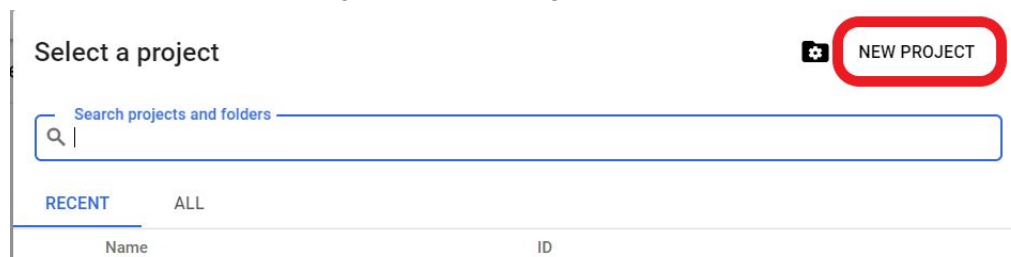 Select a project
NEW PROJECT
Search projects and folders
RECENT ALL
Name ID